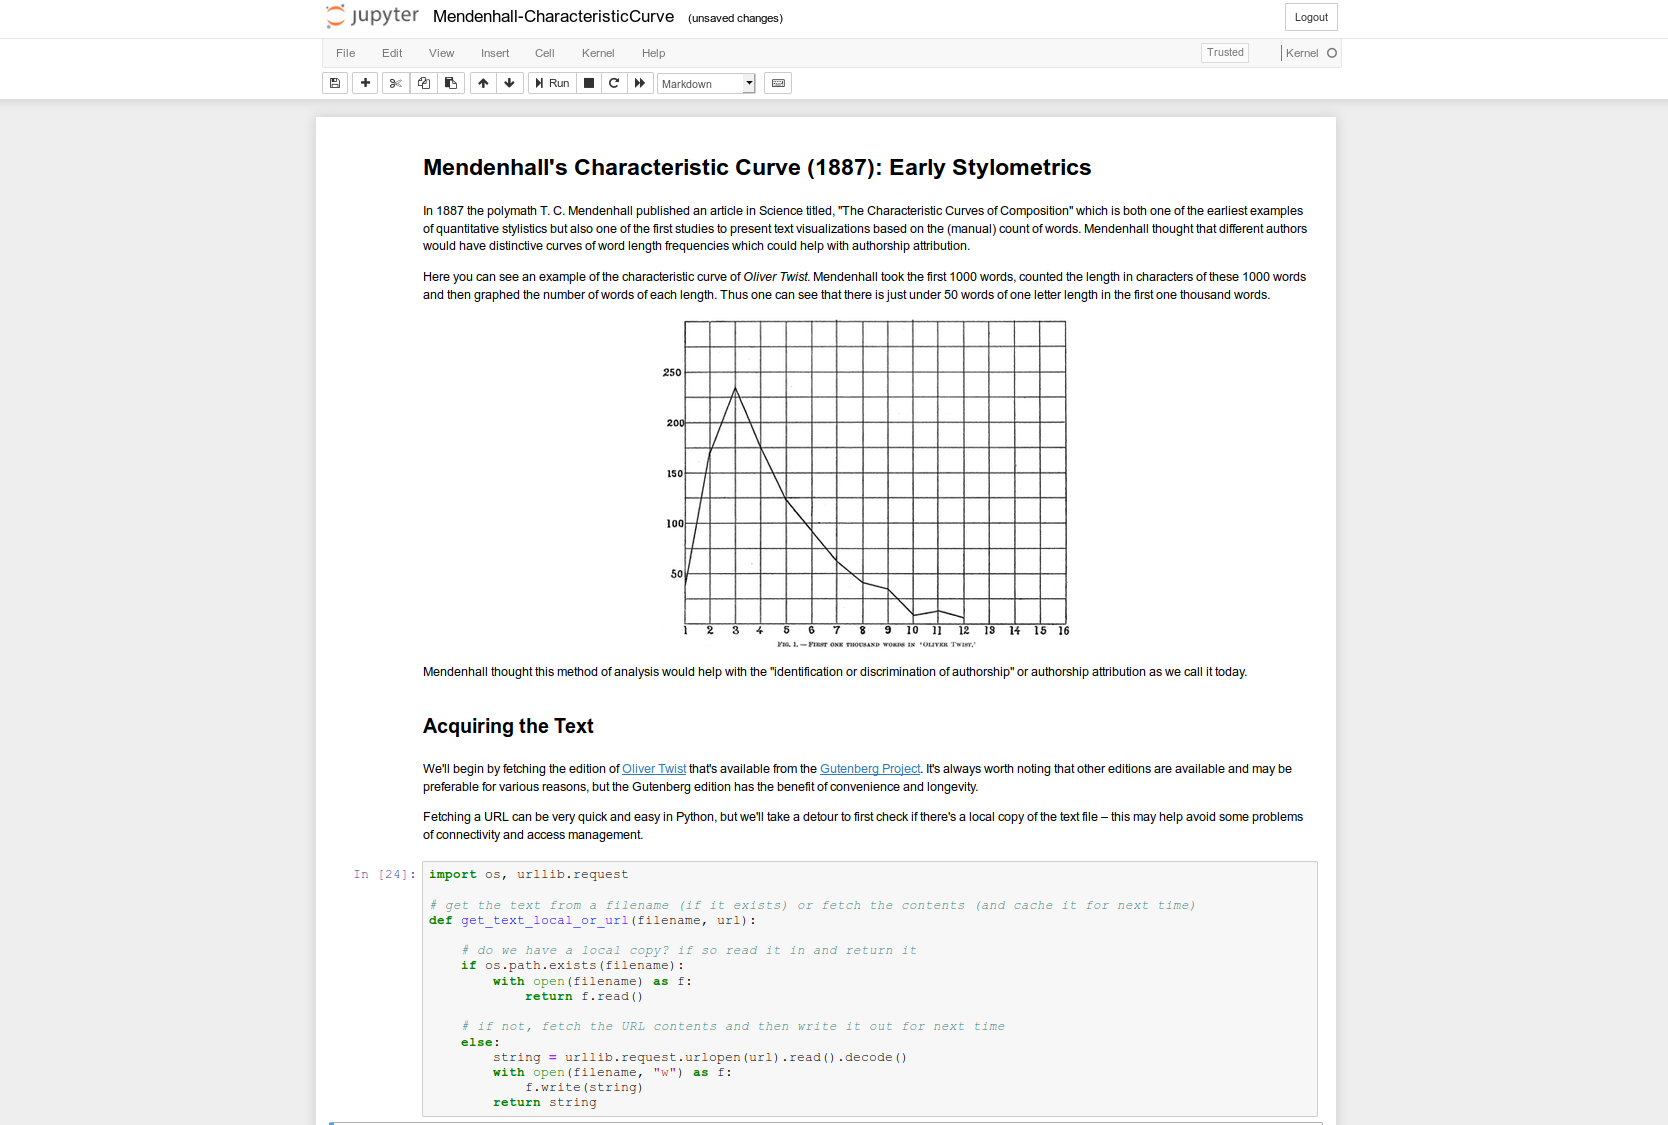 jupyter Mendenhall-CharacteristicCurve (unsaved changes)
Logout
File Edit View Insert Cell Kernel Help
Trusted
Kernel
Run
Markdown
Mendenhall's Characteristic Curve (1887): Early Stylometrics
In 1887 the polymath T. C. Mendenhall published an article in Science titled, "The Characteristic Curves of Composition" which is both one of the earliest examples
of quantitative stylistics but also one of the first studies to present text visualizations based on the (manual) count of words. Mendenhall thought that different authors
would have distinctive curves of word length frequencies which could help with authorship attribution.
Here you can see an example of the characteristic curve of Oliver Twist. Mendenhall took the first 1000 words, counted the length in characters of these 1000 words
and then graphed the number of words of each length. Thus one can see that there is just under 50 words of one letter length in the first one thousand words.
250
200
150
100
50
1 2 3 4 5 6 7 8 9 10 11 12 13 14 15 16
FIG. 1.—FIRST ONE THOUSAND WORDS IN 'OLIVER TWIST.'
Mendenhall thought this method of analysis would help with the "identification or discrimination of authorship" or authorship attribution as we call it today.
Acquiring the Text
We'll begin by fetching the edition of Oliver Twist that's available from the Gutenberg Project. It's always worth noting that other editions are available and may be
preferable for various reasons, but the Gutenberg edition has the benefit of convenience and longevity.
Fetching a URL can be very quick and easy in Python, but we'll take a detour to first check if there's a local copy of the text file – this may help avoid some problems
of connectivity and access management.
In [24]:
import os, urllib.request
# get the text from a filename (if it exists) or fetch the contents (and cache it for next time)
def get_text_local_or_url(filename, url):
    # do we have a local copy? if so read it in and return it
    if os.path.exists(filename):
        with open(filename) as f:
            return f.read()
    # if not, fetch the URL contents and then write it out for next time
    else:
        string = urllib.request.urlopen(url).read().decode()
        with open(filename, "w") as f:
            f.write(string)
        return string